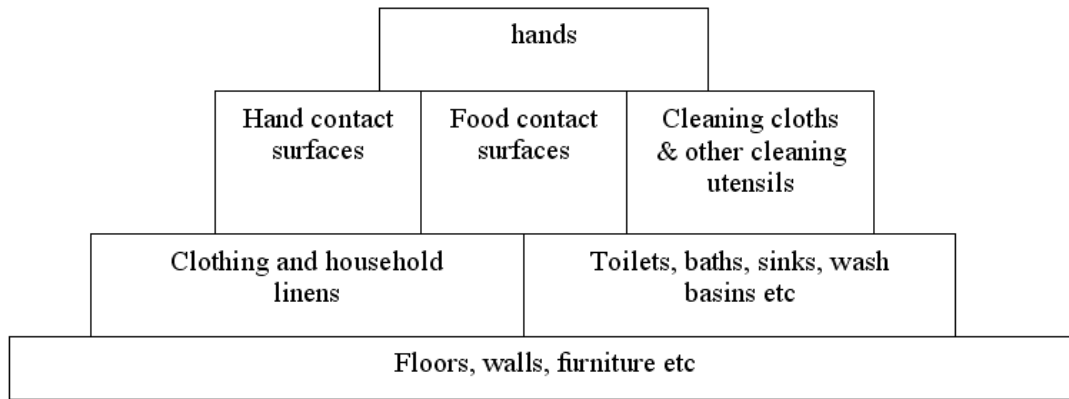 hands
Hand contact
surfaces
Food contact
surfaces
Cleaning cloths
& other cleaning
utensils
Clothing and household
linens
Toilets, baths, sinks, wash
basins etc
Floors, walls, furniture etc